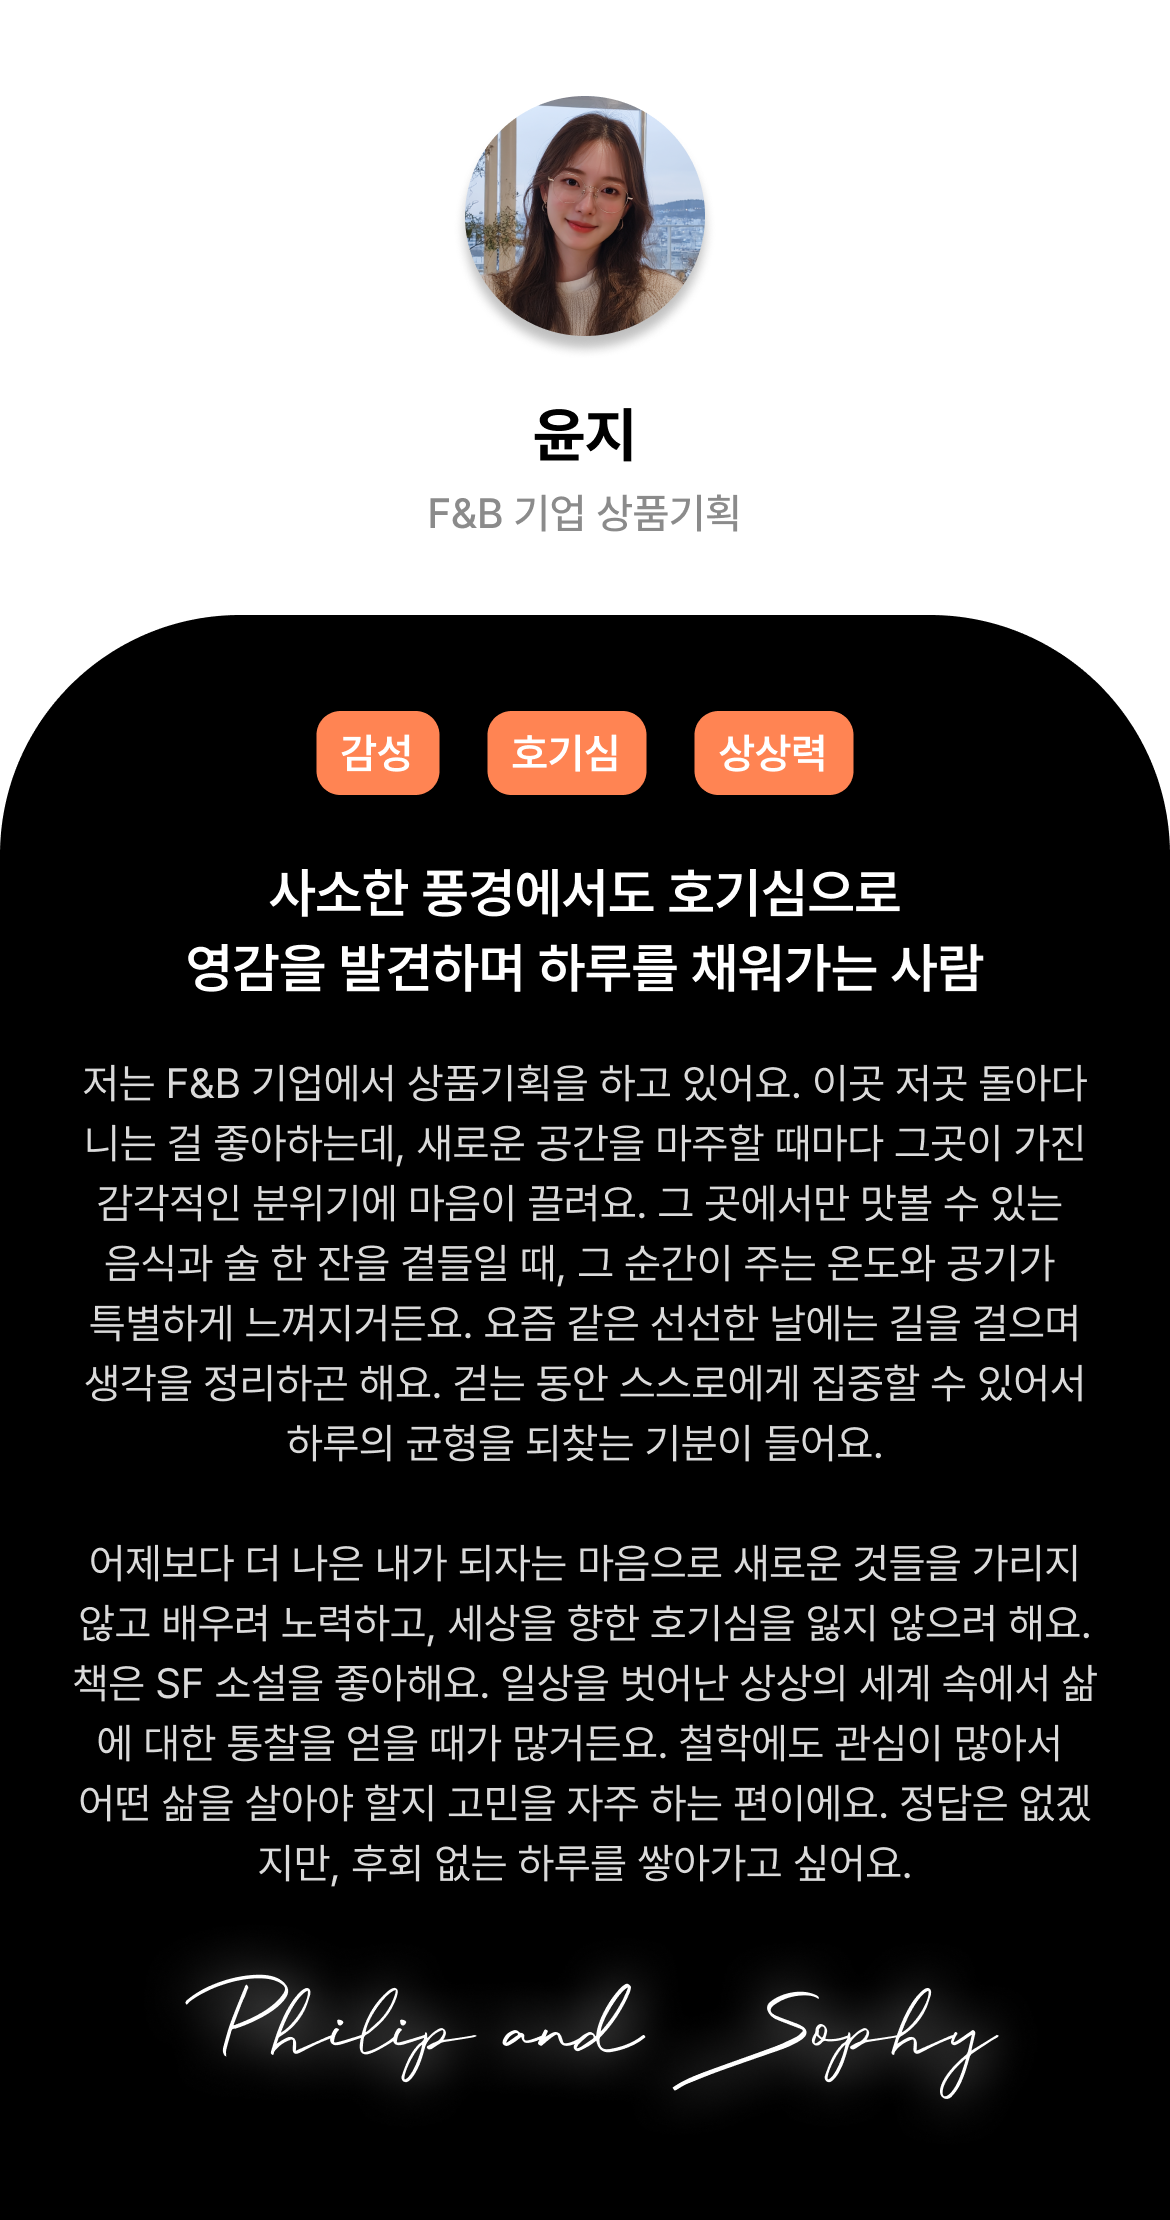 윤지
F&B 기업 상품기획
감성 호기심 상상력
사소한 풍경에서도 호기심으로
영감을 발견하며 하루를 채워가는 사람
저는 F&B 기업에서 상품기획을 하고 있어요. 이곳 저곳 돌아다
니는 걸 좋아하는데, 새로운 공간을 마주할 때마다 그곳이 가진
감각적인 분위기에 마음이 끌려요. 그 곳에서만 맛볼 수 있는
음식과 술 한 잔을 곁들일 때, 그 순간이 주는 온도와 공기가
특별하게 느껴지거든요. 요즘 같은 선선한 날에는 길을 걸으며
생각을 정리하곤 해요. 걷는 동안 스스로에게 집중할 수 있어서
하루의 균형을 되찾는 기분이 들어요.
어제보다 더 나은 내가 되자는 마음으로 새로운 것들을 가리지
않고 배우려 노력하고, 세상을 향한 호기심을 잃지 않으려 해요.
책은 SF 소설을 좋아해요. 일상을 벗어난 상상의 세계 속에서 삶
에 대한 통찰을 얻을 때가 많거든요. 철학에도 관심이 많아서
어떤 삶을 살아야 할지 고민을 자주 하는 편이에요. 정답은 없겠
지만, 후회 없는 하루를 쌓아가고 싶어요.
Philip and Sophy